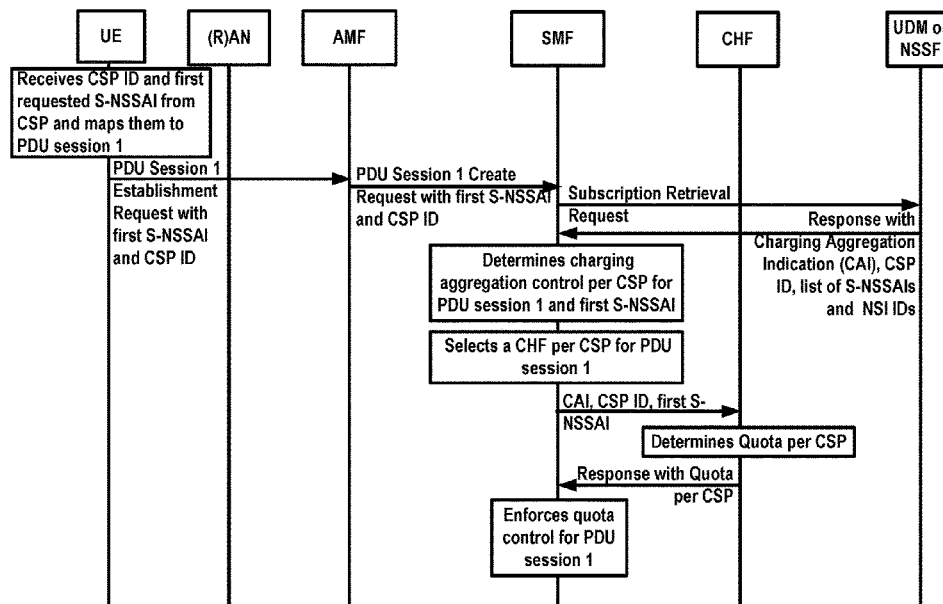 UE
(R)AN
AMF
SMF
CHF
UDM o
NSSF
Receives CSP ID and first
requested S-NSSAI from
CSP and maps them to
PDU session 1
PDU Session 1
Establishment
Request with
first S-NSSAI
and CSP ID
PDU Session 1 Create
Request with first S-NSSAI
and CSP ID
Subscription Retrieval
Request
Response with
Charging Aggregation
Indication (CAI), CSP
ID, list of S-NSSAIs
and NSI IDs
Determines charging
aggregation control per CSP for
PDU session 1 and first S-NSSAI
Selects a CHF per CSP for PDU
session 1
CAI, CSP ID, first S-
NSSAI
Determines Quota per CSP
Response with Quota
per CSP
Enforces quota
control for PDU
session 1